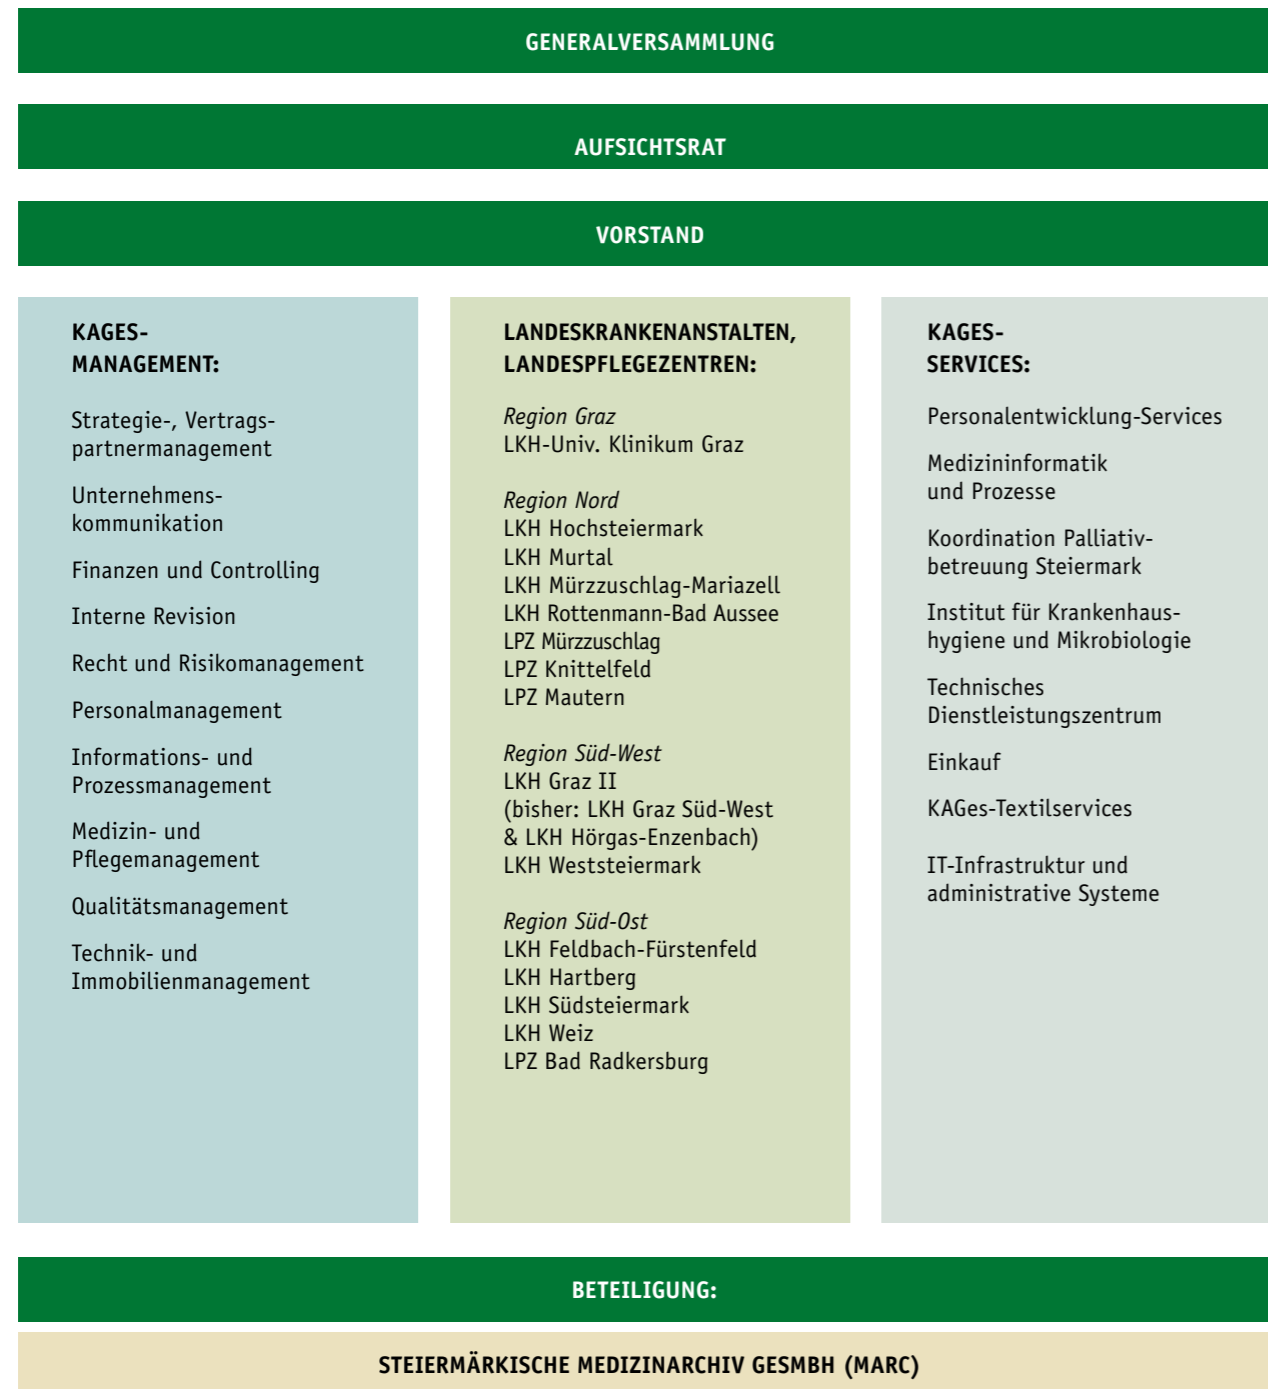 GENERALVERSAMMLUNG
AUFSICHTSRAT
VORSTAND
KAGES-
MANAGEMENT:
Strategie-, Vertrags-
partnermanagement
Unternehmens-
kommunikation
Finanzen und Controlling
Interne Revision
Recht und Risikomanagement
Personalmanagement
Informations- und
Prozessmanagement
Medizin- und
Pflegemanagement
Qualitätsmanagement
Technik- und
Immobilienmanagement
LANDESKRANKENANSTALTEN,
LANDESPFLEGEZENTREN:
Region Graz
LKH-Univ. Klinikum Graz
Region Nord
LKH Hochsteiermark
LKH Murtal
LKH Mürzzuschlag-Mariazell
LKH Rottenmann-Bad Aussee
LPZ Mürzzuschlag
LPZ Knittelfeld
LPZ Mautern
Region Süd-West
LKH Graz II
(bisher: LKH Graz Süd-West
& LKH Hörgas-Enzenbach)
LKH Weststeiermark
Region Süd-Ost
LKH Feldbach-Fürstenfeld
LKH Hartberg
LKH Südsteiermark
LKH Weiz
LPZ Bad Radkersburg
KAGES-
SERVICES:
Personalentwicklung-Services
Medizininformatik
und Prozesse
Koordination Palliativ-
betreuung Steiermark
Institut für Krankenhaus-
hygiene und Mikrobiologie
Technisches
Dienstleistungszentrum
Einkauf
KAGes-Textilservices
IT-Infrastruktur und
administrative Systeme
BETEILIGUNG:
STEIERMÄRKISCHE MEDIZINARCHIV GESMBH (MARC)